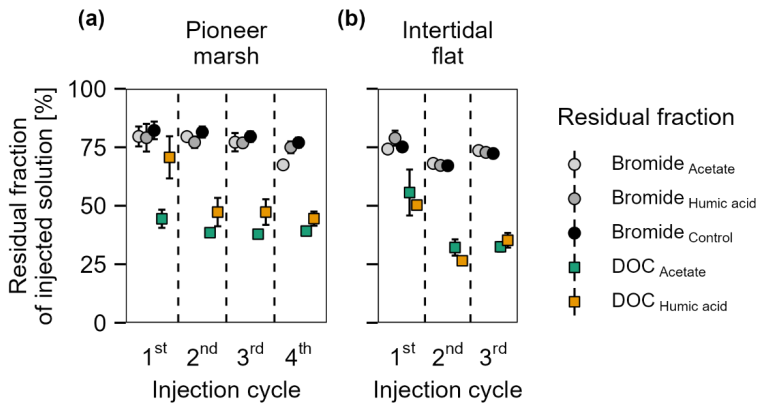 (a) Pioneer marsh
(b) Intertidal flat
Residual fraction
of injected solution [%]
100
75
50
25
0
1st 2nd 3rd 4th
Injection cycle
1st 2nd 3rd
Injection cycle
Residual fraction
Bromide Acetate
Bromide Humic acid
Bromide Control
DOC Acetate
DOC Humic acid